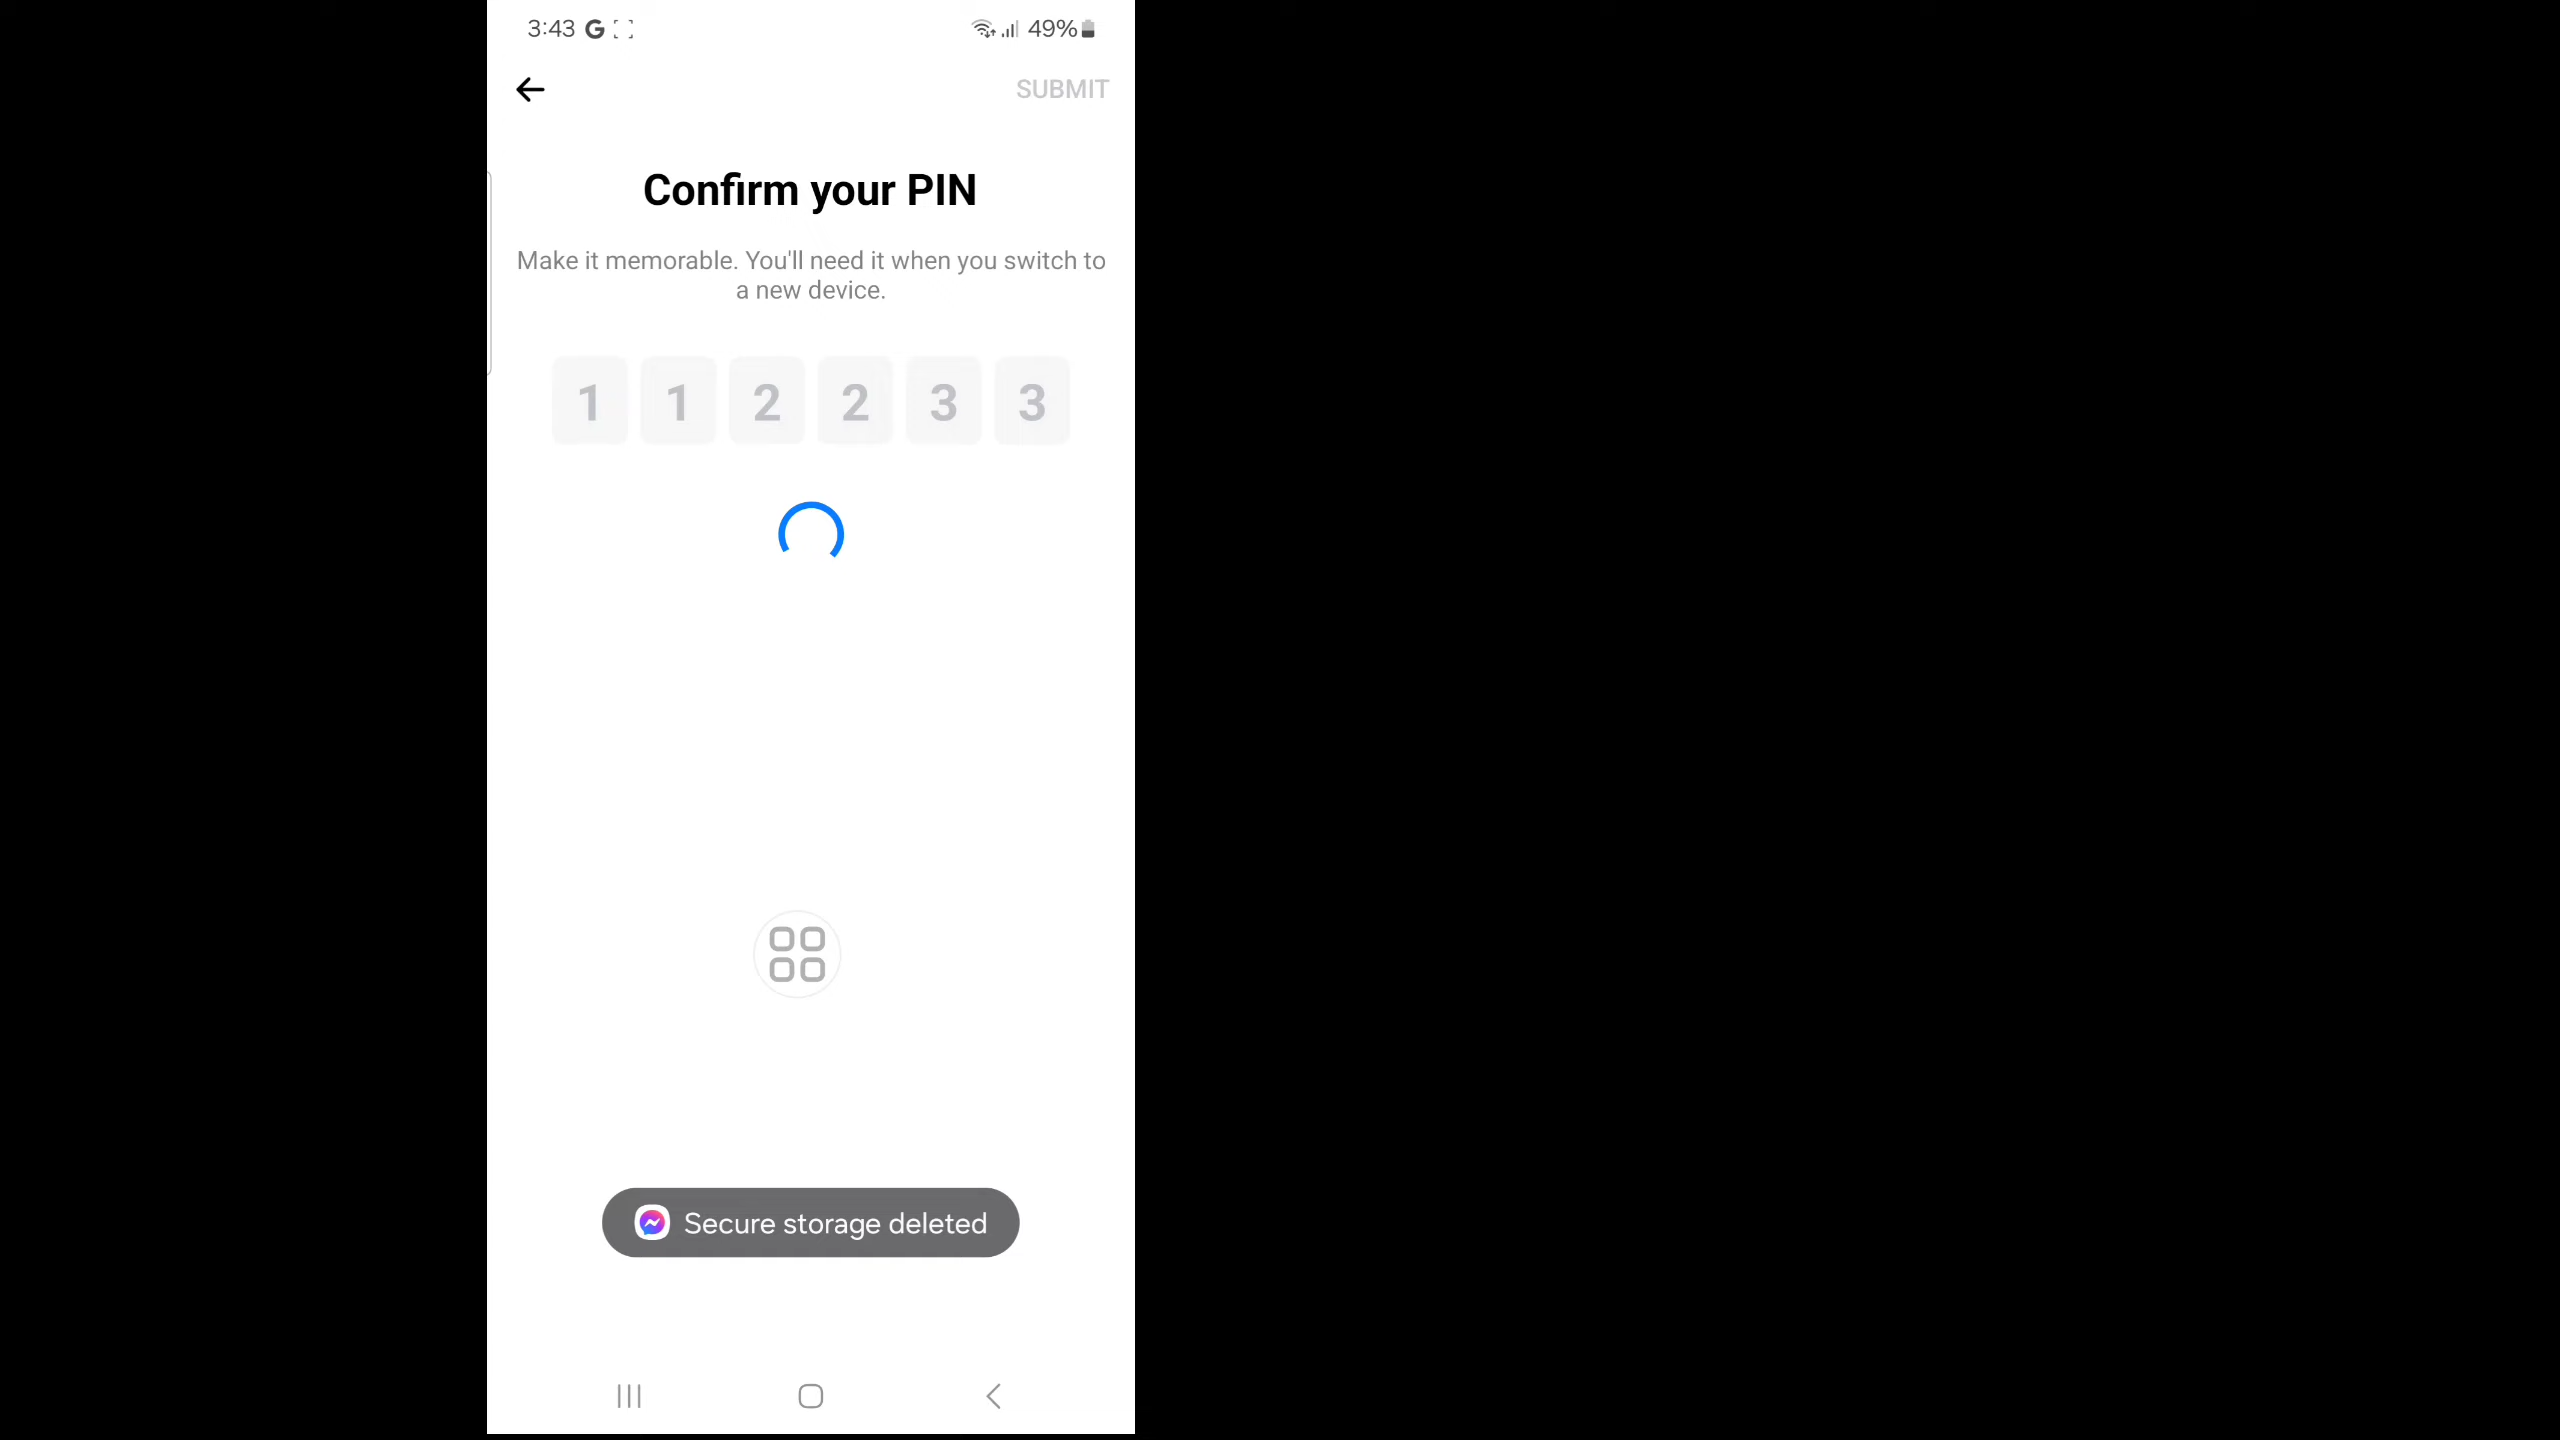 3:43 G 49%
SUBMIT
Confirm your PIN
Make it memorable. You'll need it when you switch to
a new device.
1 1 2 2 3 3
Secure storage deleted